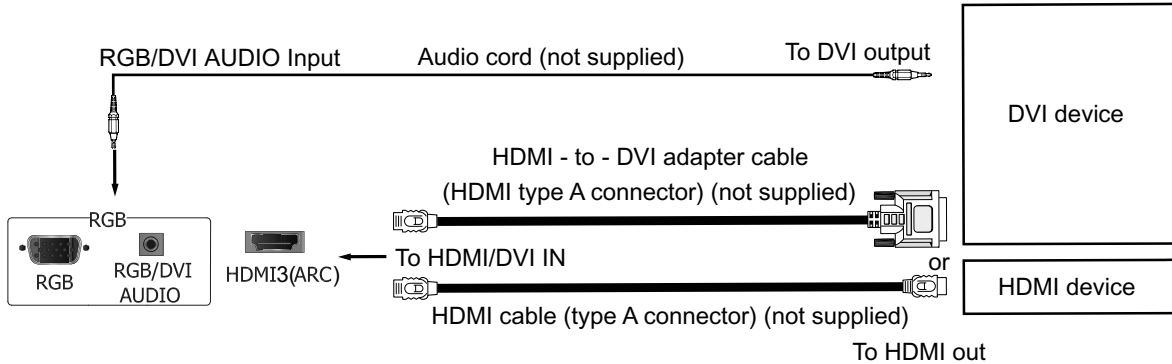 RGB/DVI AUDIO Input
Audio cord (not supplied)
To DVI output
DVI device
HDMI - to - DVI adapter cable
(HDMI type A connector) (not supplied)
RGB
RGB
RGB/DVI
AUDIO
HDMI3(ARC)
To HDMI/DVI IN
or
HDMI device
HDMI cable (type A connector) (not supplied)
To HDMI out